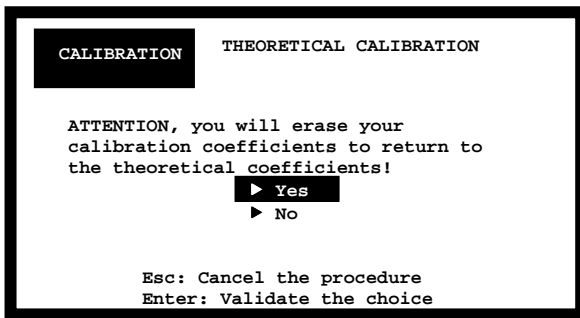 CALIBRATION
THEORETICAL CALIBRATION
ATTENTION, you will erase your
calibration coefficients to return to
the theoretical coefficients!
► Yes
► No
Esc: Cancel the procedure
Enter: Validate the choice